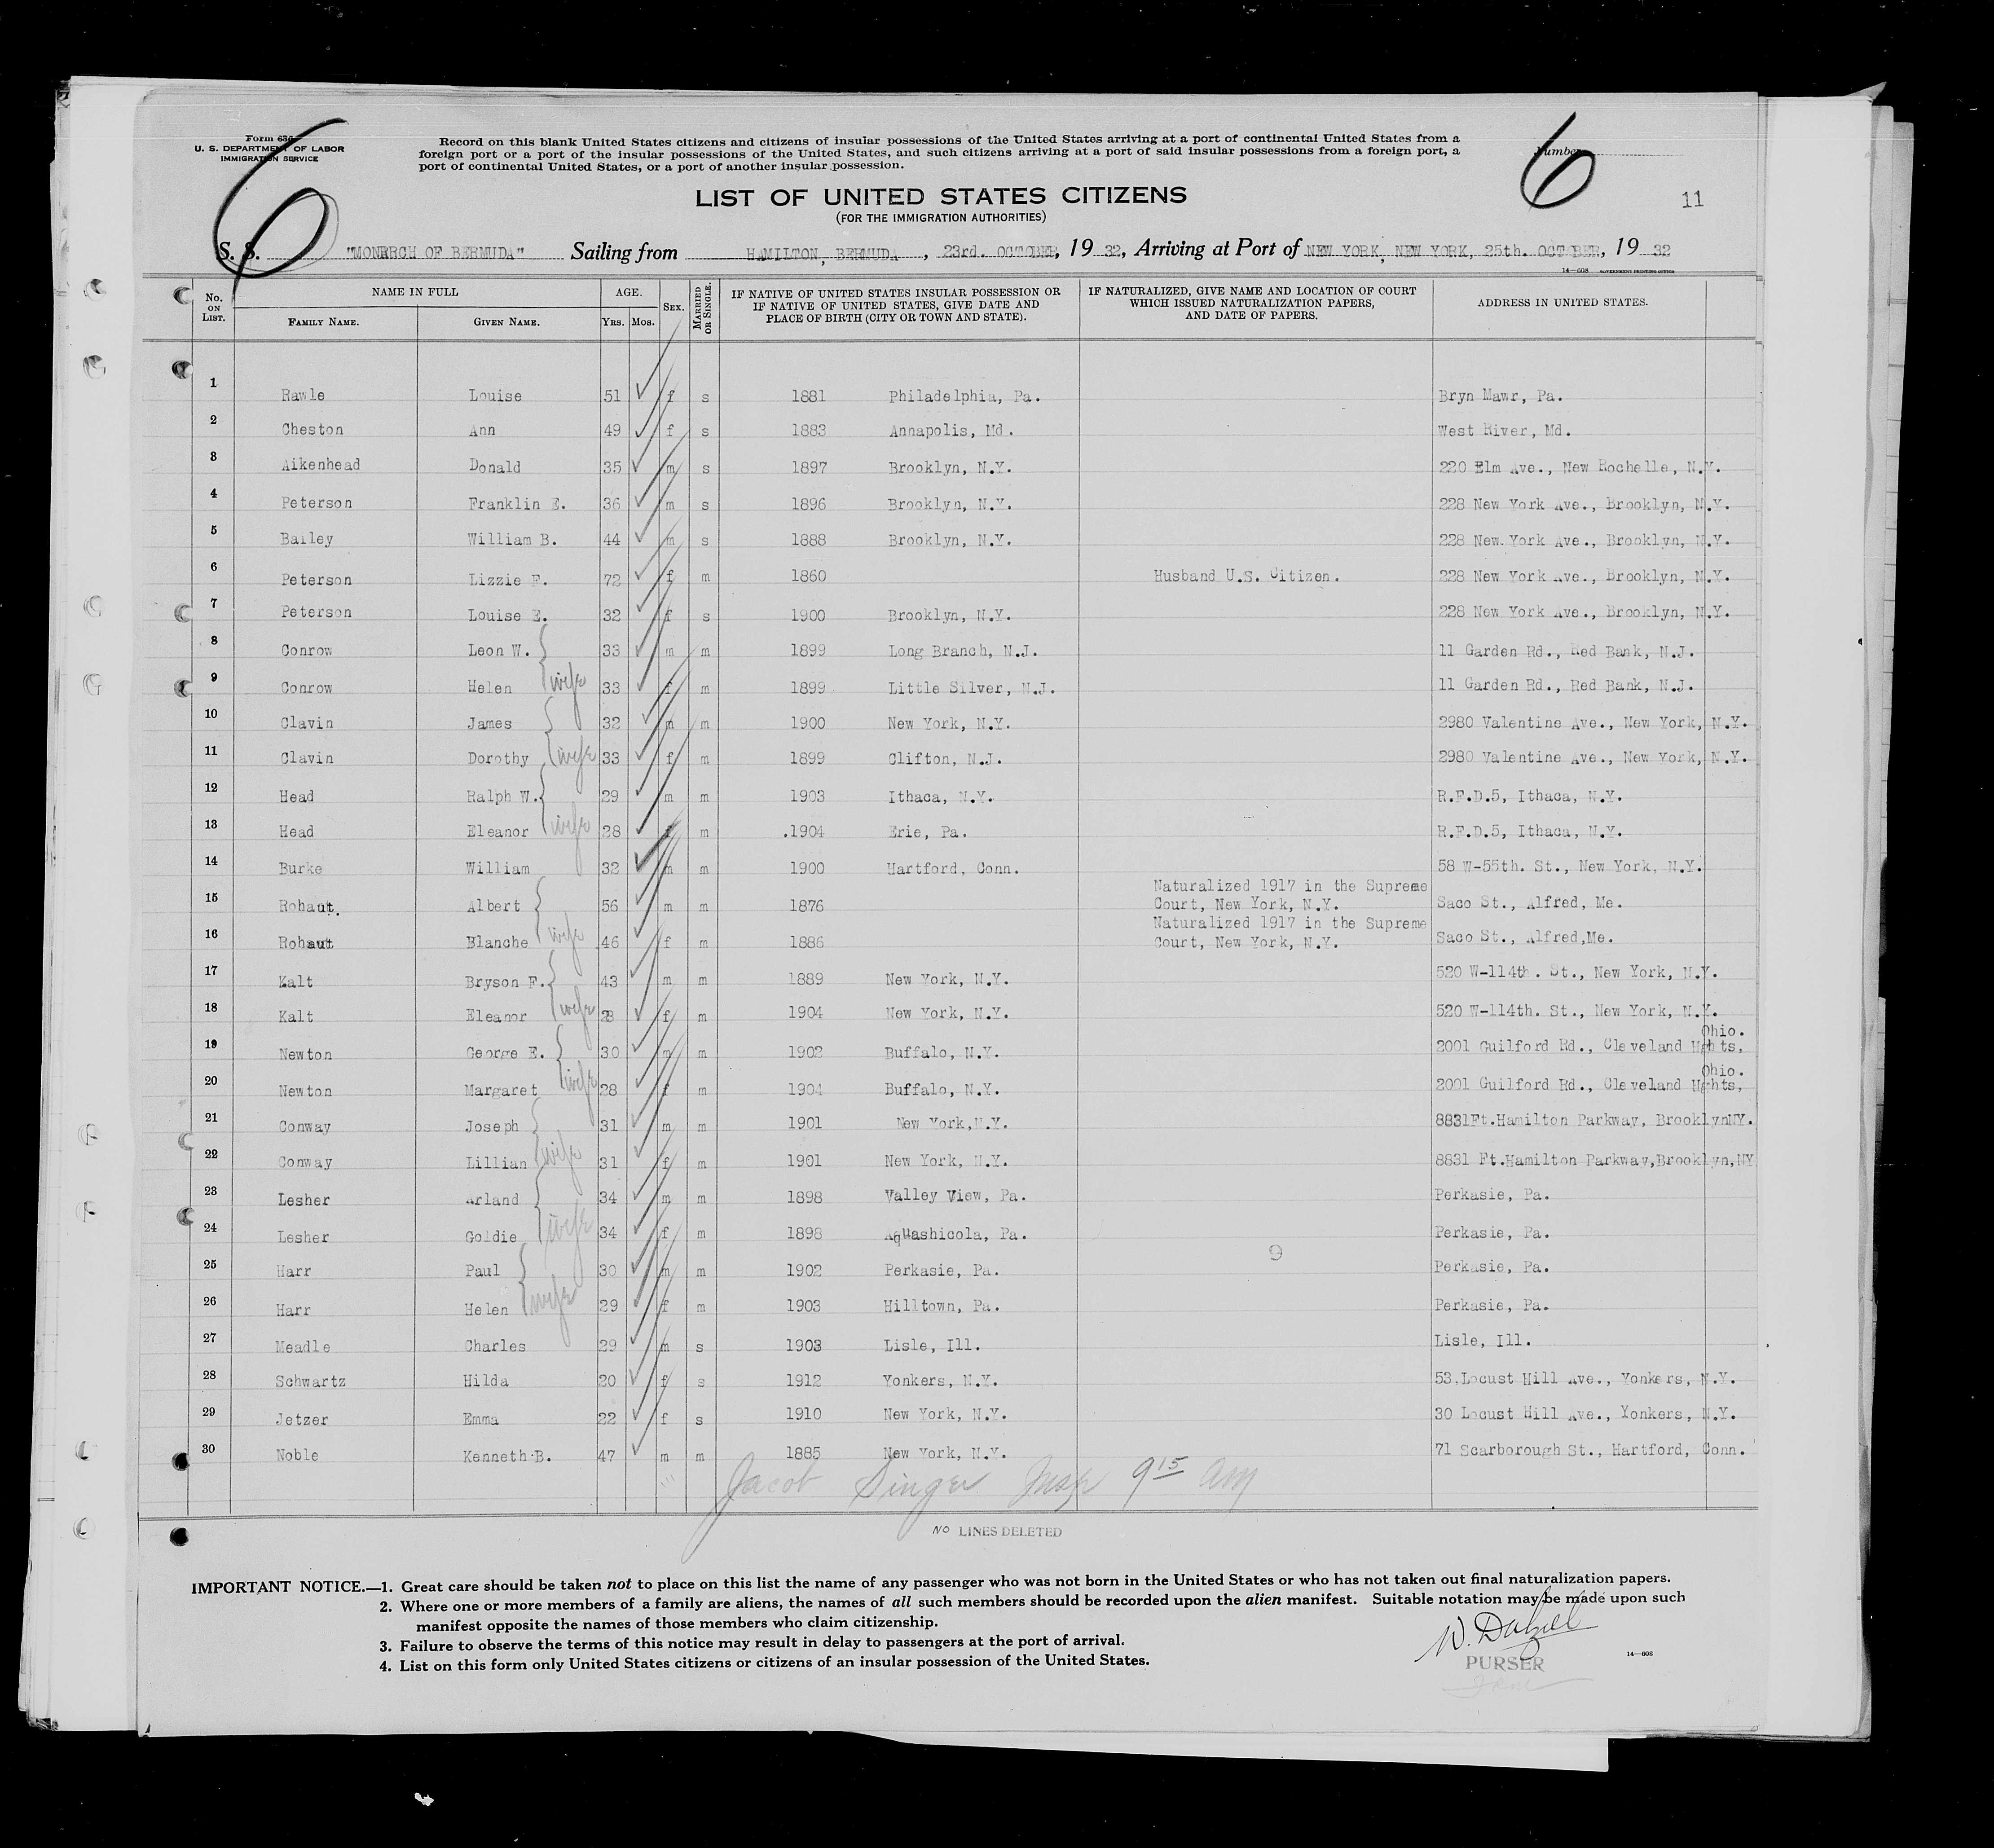 Form 636
U. S. DEPARTMENT OF LABOR
IMMIGRATION SERVICE
6
Record on this blank United States citizens and citizens of insular possessions of the United States arriving at a port of continental United States from a
foreign port or a port of the insular possessions of the United States, and such citizens arriving at a port of said insular possessions from a foreign port, a
port of continental United States, or a port of another insular possession.
Number
6
11
LIST OF UNITED STATES CITIZENS
(FOR THE IMMIGRATION AUTHORITIES)
S. S. "MONARCH OF BERMUDA" Sailing from HAMILTON, BERMUDA, 23rd. OCTOBER, 19 32, Arriving at Port of NEW YORK, NEW YORK, 25th. OCTOBER, 19 32
14—608 GOVERNMENT PRINTING OFFICE
No. ON LIST. NAME IN FULL FAMILY NAME. GIVEN NAME. AGE. YRS. MOS. SEX. MARRIED OR SINGLE. IF NATIVE OF UNITED STATES INSULAR POSSESSION OR IF NATIVE OF UNITED STATES, GIVE DATE AND PLACE OF BIRTH (CITY OR TOWN AND STATE). IF NATURALIZED, GIVE NAME AND LOCATION OF COURT WHICH ISSUED NATURALIZATION PAPERS, AND DATE OF PAPERS. ADDRESS IN UNITED STATES.
1 Rawle Louise 51 f s 1881 Philadelphia, Pa. Bryn Mawr, Pa.
2 Cheston Ann 49 f s 1883 Annapolis, Md. West River, Md.
3 Aikenhead Donald 35 m s 1897 Brooklyn, N.Y. 220 Elm Ave., New Rochelle, N.Y.
4 Peterson Franklin E. 36 m s 1896 Brooklyn, N.Y. 228 New York Ave., Brooklyn, N.Y.
5 Bailey William B. 44 m s 1888 Brooklyn, N.Y. 228 New York Ave., Brooklyn, N.Y.
6 Peterson Lizzie F. 72 f m 1860 Husband U.S. Citizen. 228 New York Ave., Brooklyn, N.Y.
7 Peterson Louise E. 32 f s 1900 Brooklyn, N.Y. 228 New York Ave., Brooklyn, N.Y.
8 Conrow Leon W. 33 m m 1899 Long Branch, N.J. 11 Garden Rd., Red Bank, N.J.
9 Conrow Helen wife 33 f m 1899 Little Silver, N.J. 11 Garden Rd., Red Bank, N.J.
10 Clavin James 32 m m 1900 New York, N.Y. 2980 Valentine Ave., New York, N.Y.
11 Clavin Dorothy wife 33 f m 1899 Clifton, N.J. 2980 Valentine Ave., New York, N.Y.
12 Head Ralph W. 29 m m 1903 Ithaca, N.Y. R.F.D.5, Ithaca, N.Y.
13 Head Eleanor wife 28 f m .1904 Erie, Pa. R.F.D.5, Ithaca, N.Y.
14 Burke William 32 m m 1900 Hartford, Conn. 58 W-55th. St., New York, N.Y.
15 Rohaut. Albert 56 m m 1876 Naturalized 1917 in the Supreme Court, New York, N.Y. Saco St., Alfred, Me.
16 Rohaut Blanche wife 46 f m 1886 Naturalized 1917 in the Supreme Court, New York, N.Y. Saco St., Alfred,Me.
17 Kalt Bryson F. 43 m m 1889 New York, N.Y. 520 W-114th. St., New York, N.Y.
18 Kalt Eleanor wife 28 f m 1904 New York, N.Y. 520 W-114th. St., New York, N.Y.
19 Newton George E. 30 m m 1902 Buffalo, N.Y. 2001 Guilford Rd., Cleveland Hghts, Ohio.
20 Newton Margaret wife 28 f m 1904 Buffalo, N.Y. 2001 Guilford Rd., Cleveland Hghts, Ohio.
21 Conway Joseph 31 m m 1901 New York,N.Y. 8831Ft.Hamilton Parkway, BrooklynNY.
22 Conway Lillian wife 31 f m 1901 New York, N.Y. 8831 Ft.Hamilton Parkway,Brooklyn,NY
23 Lesher Arland 34 m m 1898 Valley View, Pa. Perkasie, Pa.
24 Lesher Goldie wife 34 f m 1898 Aquashicola, Pa. Perkasie, Pa.
25 Harr Paul 30 m m 1902 Perkasie, Pa. 9 Perkasie, Pa.
26 Harr Helen wife 29 f m 1903 Hilltown, Pa. Perkasie, Pa.
27 Meadle Charles 29 m s 1903 Lisle, Ill. Lisle, Ill.
28 Schwartz Hilda 20 f s 1912 Yonkers, N.Y. 53.Locust Hill Ave., Yonkers, N.Y.
29 Jetzer Emma 22 f s 1910 New York, N.Y. 30 Locust Hill Ave., Yonkers, N.Y.
30 Noble Kenneth B. 47 m m 1885 New York, N.Y. 71 Scarborough St., Hartford, Conn.
Jacob Singer Insp 9 15 am
NO LINES DELETED
IMPORTANT NOTICE.—1. Great care should be taken not to place on this list the name of any passenger who was not born in the United States or who has not taken out final naturalization papers.
2. Where one or more members of a family are aliens, the names of all such members should be recorded upon the alien manifest. Suitable notation may be made upon such
manifest opposite the names of those members who claim citizenship.
3. Failure to observe the terms of this notice may result in delay to passengers at the port of arrival.
4. List on this form only United States citizens or citizens of an insular possession of the United States.
W. Dalziel
PURSER
14—608